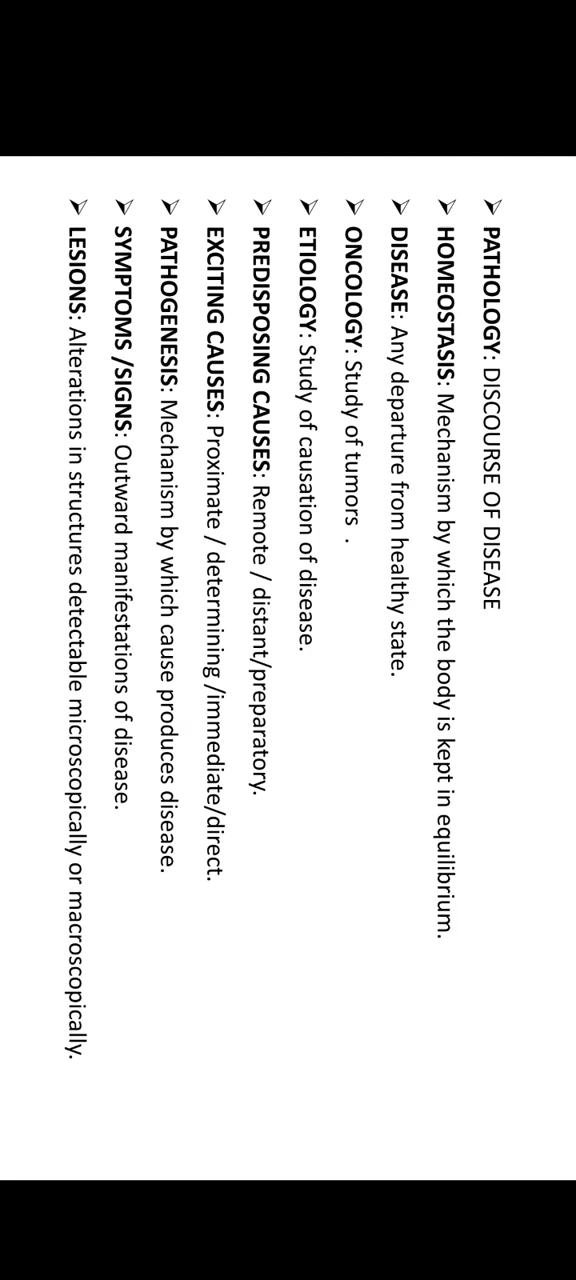 ➢ PATHOLOGY: DISCOURSE OF DISEASE
➢ HOMEOSTASIS: Mechanism by which the body is kept in equilibrium.
➢ DISEASE: Any departure from healthy state.
➢ ONCOLOGY: Study of tumors .
➢ ETIOLOGY: Study of causation of disease.
➢ PREDISPOSING CAUSES: Remote / distant/preparatory.
➢ EXCITING CAUSES: Proximate / determining /immediate/direct.
➢ PATHOGENESIS: Mechanism by which cause produces disease.
➢ SYMPTOMS /SIGNS: Outward manifestations of disease.
➢ LESIONS: Alterations in structures detectable microscopically or macroscopically.